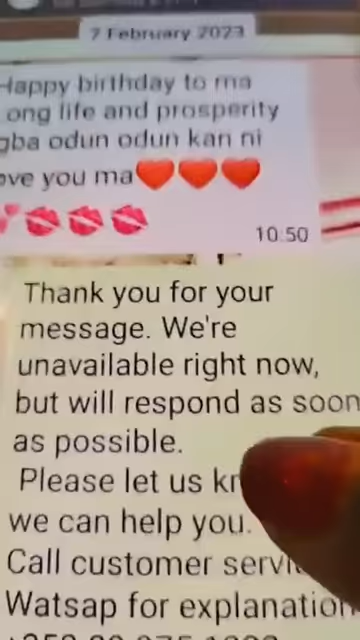 7 February 2023
Happy birthday to ma
ong life and prosperity
gba odun odun kan ni
ove you ma❤❤❤
💋💋💋
10:50
Thank you for your
message. We're
unavailable right now,
but will respond as soon
as possible.
Please let us
we can help you.
Call customer
Watsap for explanation